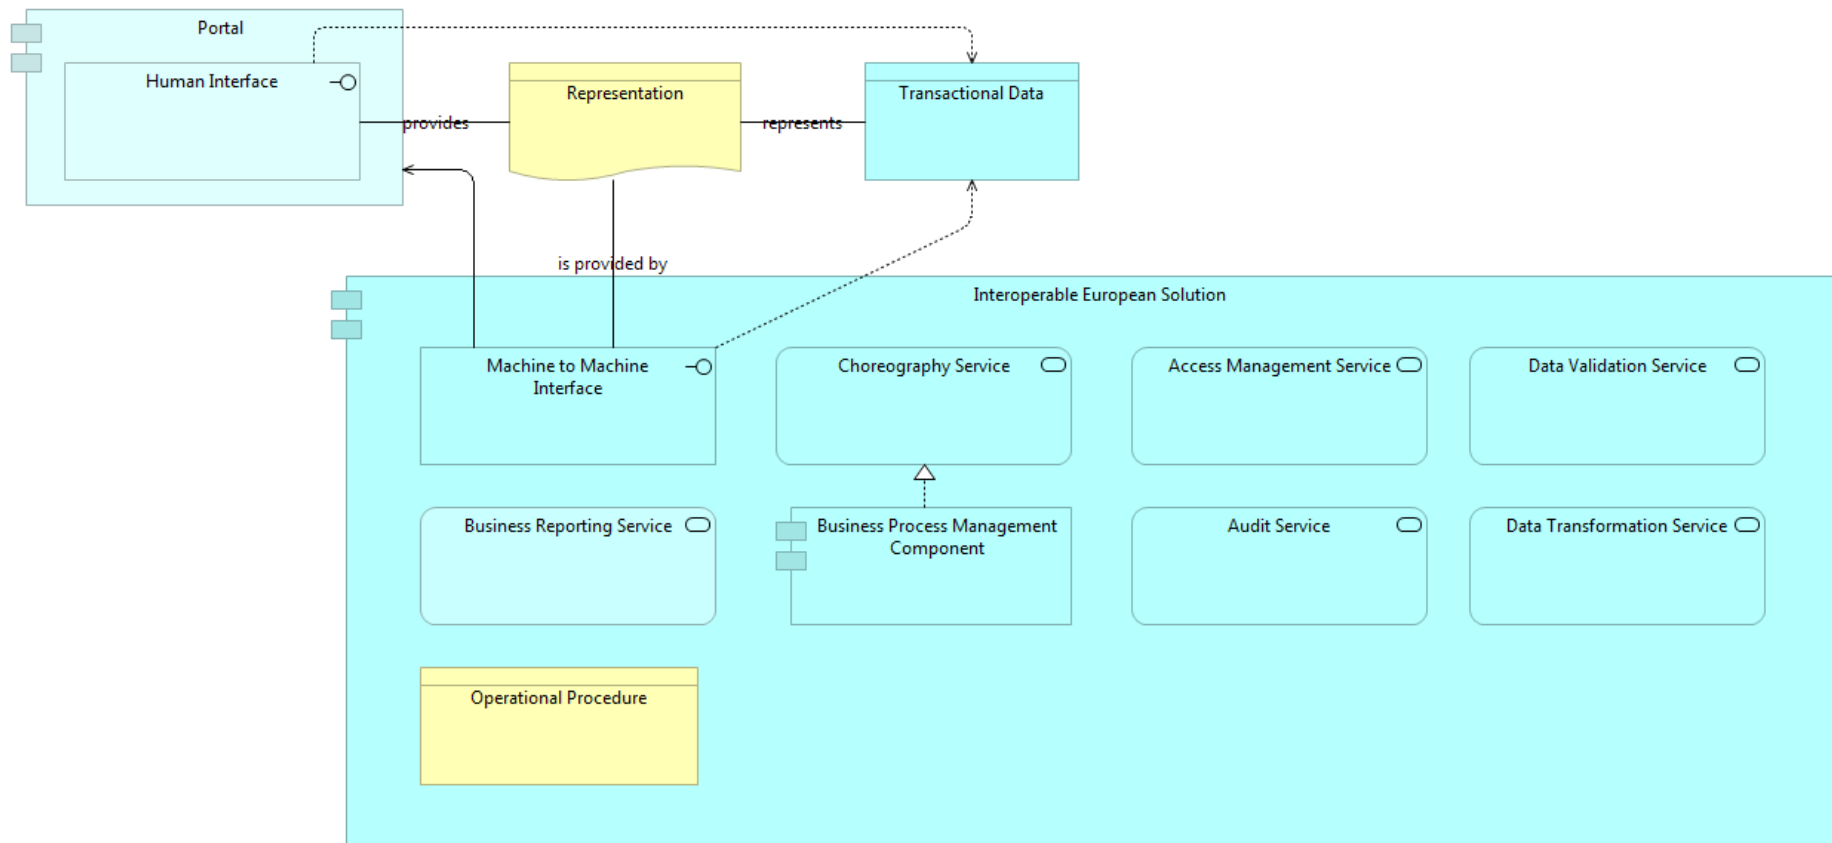 Portal
Human Interface
provides
Representation
represents
Transactional Data
is provided by
Interoperable European Solution
Machine to Machine
Interface
Choreography Service
Access Management Service
Data Validation Service
Business Reporting Service
Business Process Management
Component
Audit Service
Data Transformation Service
Operational Procedure